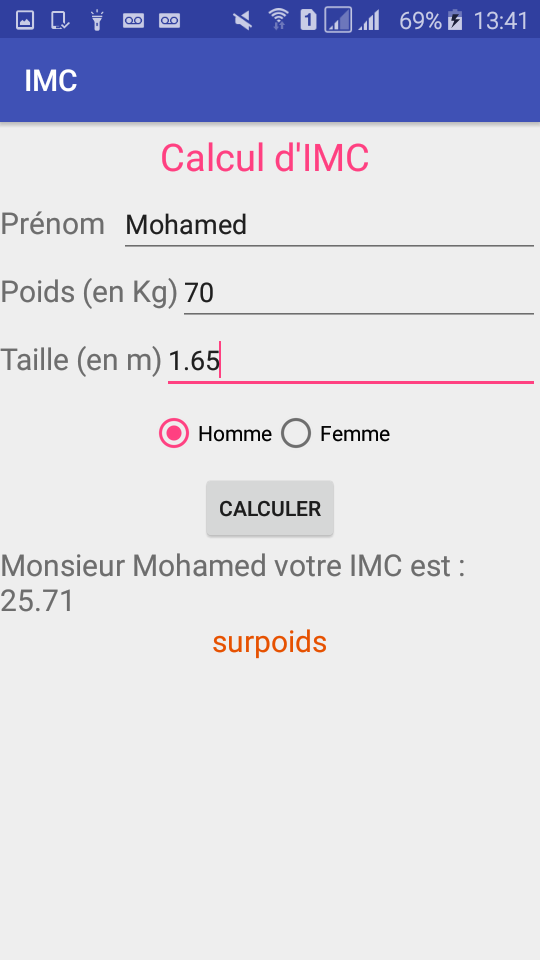 69% 13:41
IMC
Calcul d'IMC
Prénom Mohamed
Poids (en Kg) 70
Taille (en m) 1.65
Homme Femme
CALCULER
Monsieur Mohamed votre IMC est :
25.71
surpoids